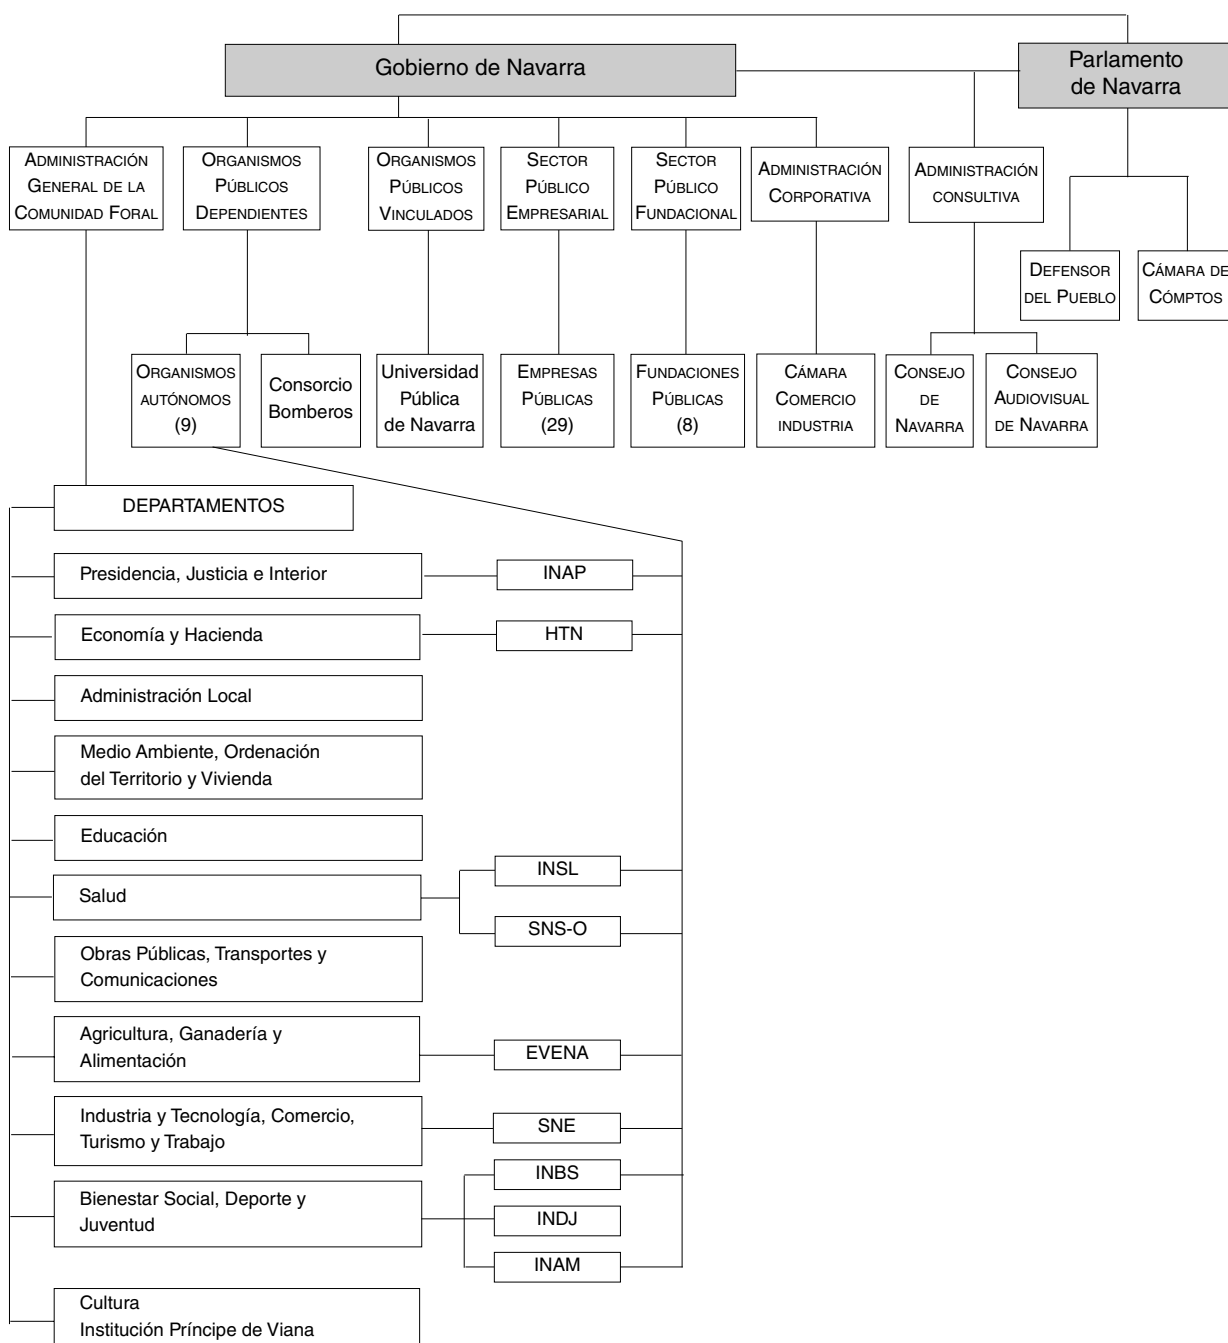 Gobierno de Navarra
Parlamento
de Navarra
ADMINISTRACIÓN
GENERAL DE LA
COMUNIDAD FORAL
ORGANISMOS
PÚBLICOS
DEPENDIENTES
ORGANISMOS
PÚBLICOS
VINCULADOS
SECTOR
PÚBLICO
EMPRESARIAL
SECTOR
PÚBLICO
FUNDACIONAL
ADMINISTRACIÓN
CORPORATIVA
ADMINISTRACIÓN
CONSULTIVA
DEFENSOR
DEL PUEBLO
CÁMARA DE
CÓMPTOS
ORGANISMOS
AUTÓNOMOS
(9)
Consorcio
Bomberos
Universidad
Pública
de Navarra
EMPRESAS
PÚBLICAS
(29)
FUNDACIONES
PÚBLICAS
(8)
CÁMARA
COMERCIO
INDUSTRIA
CONSEJO
DE
NAVARRA
CONSEJO
AUDIOVISUAL
DE NAVARRA
DEPARTAMENTOS
Presidencia, Justicia e Interior
INAP
Economía y Hacienda
HTN
Administración Local
Medio Ambiente, Ordenación
del Territorio y Vivienda
Educación
Salud
INSL
SNS-O
Obras Públicas, Transportes y
Comunicaciones
Agricultura, Ganadería y
Alimentación
EVENA
Industria y Tecnología, Comercio,
Turismo y Trabajo
SNE
Bienestar Social, Deporte y
Juventud
INBS
INDJ
INAM
Cultura
Institución Príncipe de Viana